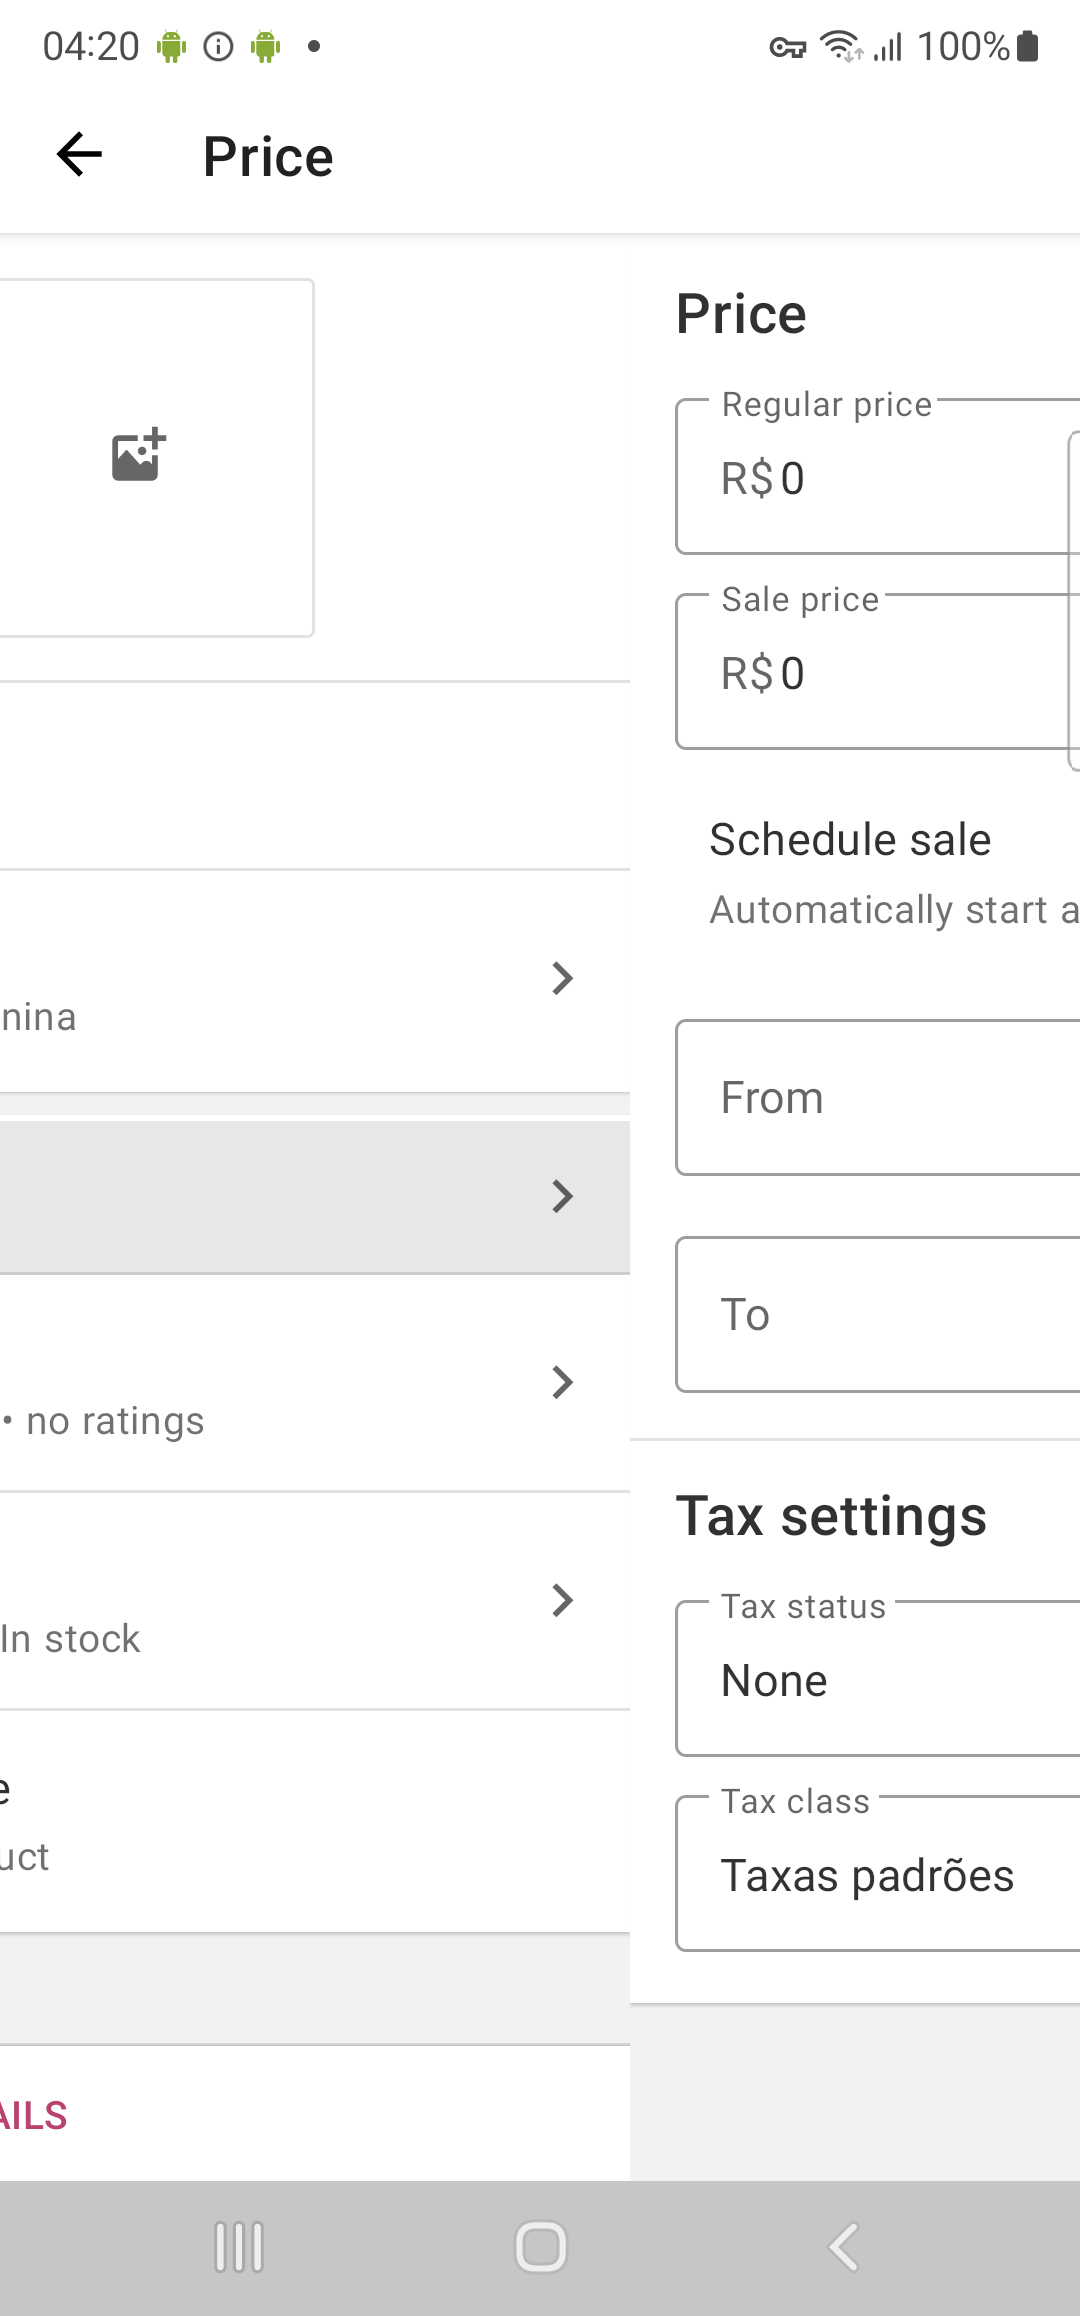 04:20
100%
Price
nina
• no ratings
In stock
e
uct
AILS
Price
Regular price
R$ 0
Sale price
R$ 0
Schedule sale
Automatically start a
From
To
Tax settings
Tax status
None
Tax class
Taxas padrões